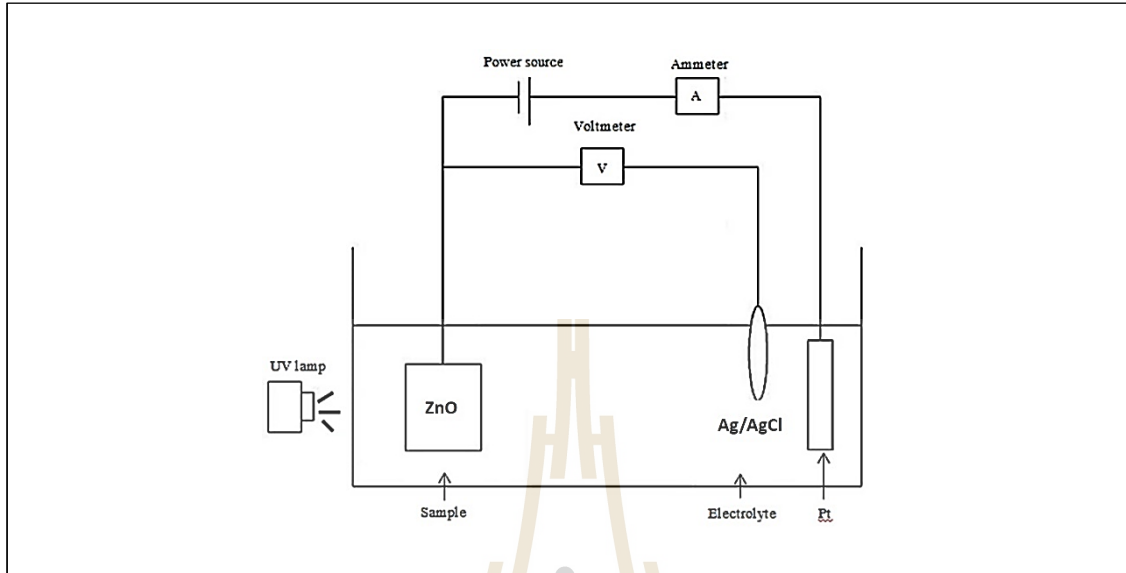 Power source
Ammeter
A
Voltmeter
V
UV lamp
ZnO
Ag/AgCl
Sample
Electrolyte
Pt